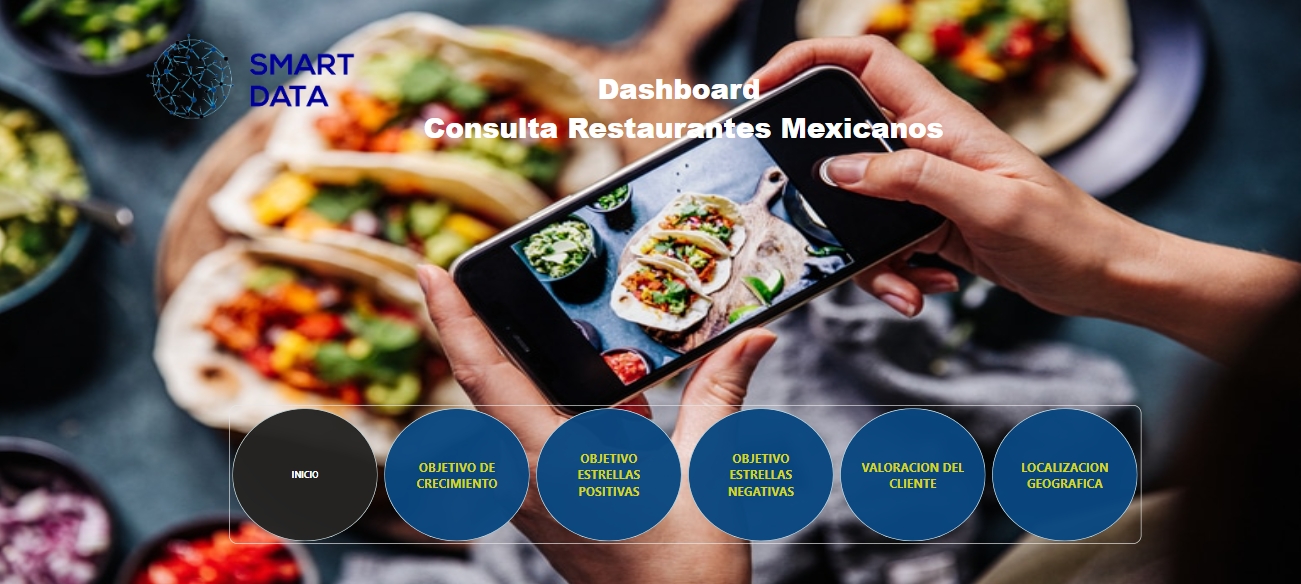 SMART
DATA
Dashboard
Consulta Restaurantes Mexicanos
INICIO
OBJETIVO DE
CRECIMIENTO
OBJETIVO
ESTRELLAS
POSITIVAS
OBJETIVO
ESTRELLAS
NEGATIVAS
VALORACION DEL
CLIENTE
LOCALIZACION
GEOGRAFICA